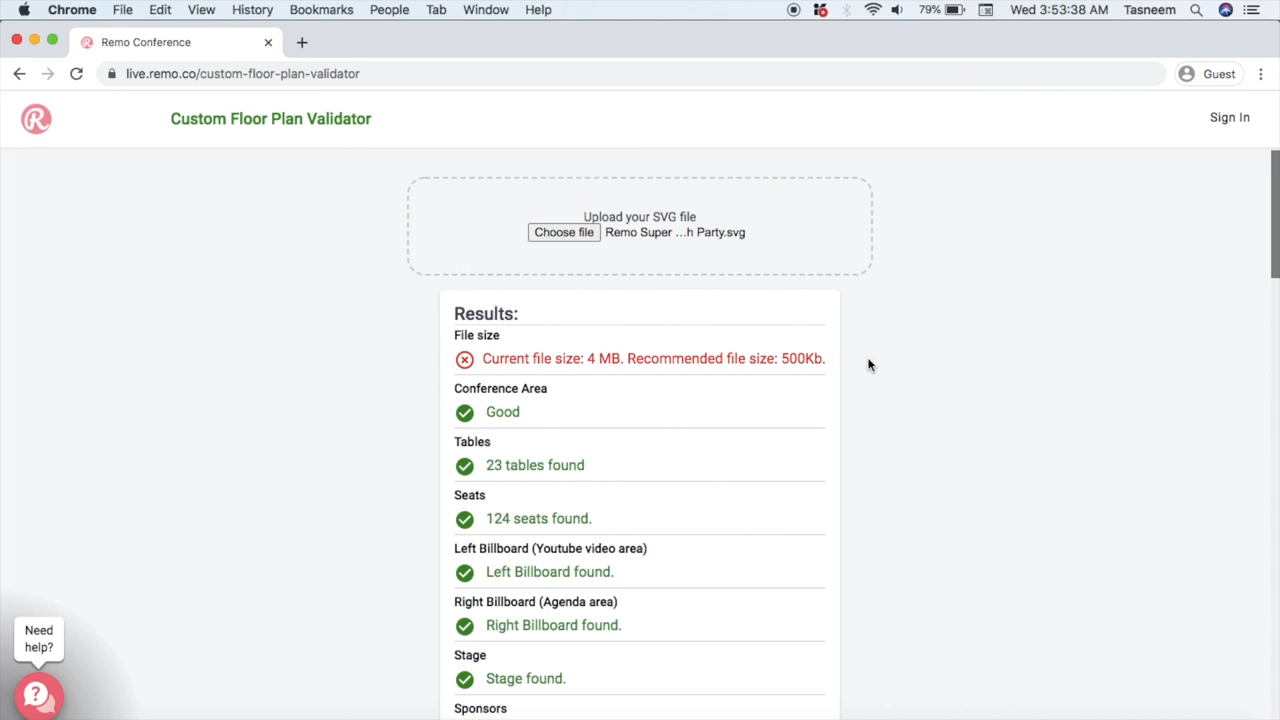 Chrome File Edit View History Bookmarks People Tab Window Help 79% Wed 3:53:38 AM Tasneem
Remo Conference
live.remo.co/custom-floor-plan-validator Guest
R Custom Floor Plan Validator Sign In
Upload your SVG file
Choose file Remo Super ...h Party.svg
Results:
File size
Current file size: 4 MB. Recommended file size: 500Kb.
Conference Area
Good
Tables
23 tables found
Seats
124 seats found.
Left Billboard (Youtube video area)
Left Billboard found.
Right Billboard (Agenda area)
Right Billboard found.
Stage
Stage found.
Sponsors
Need
help?